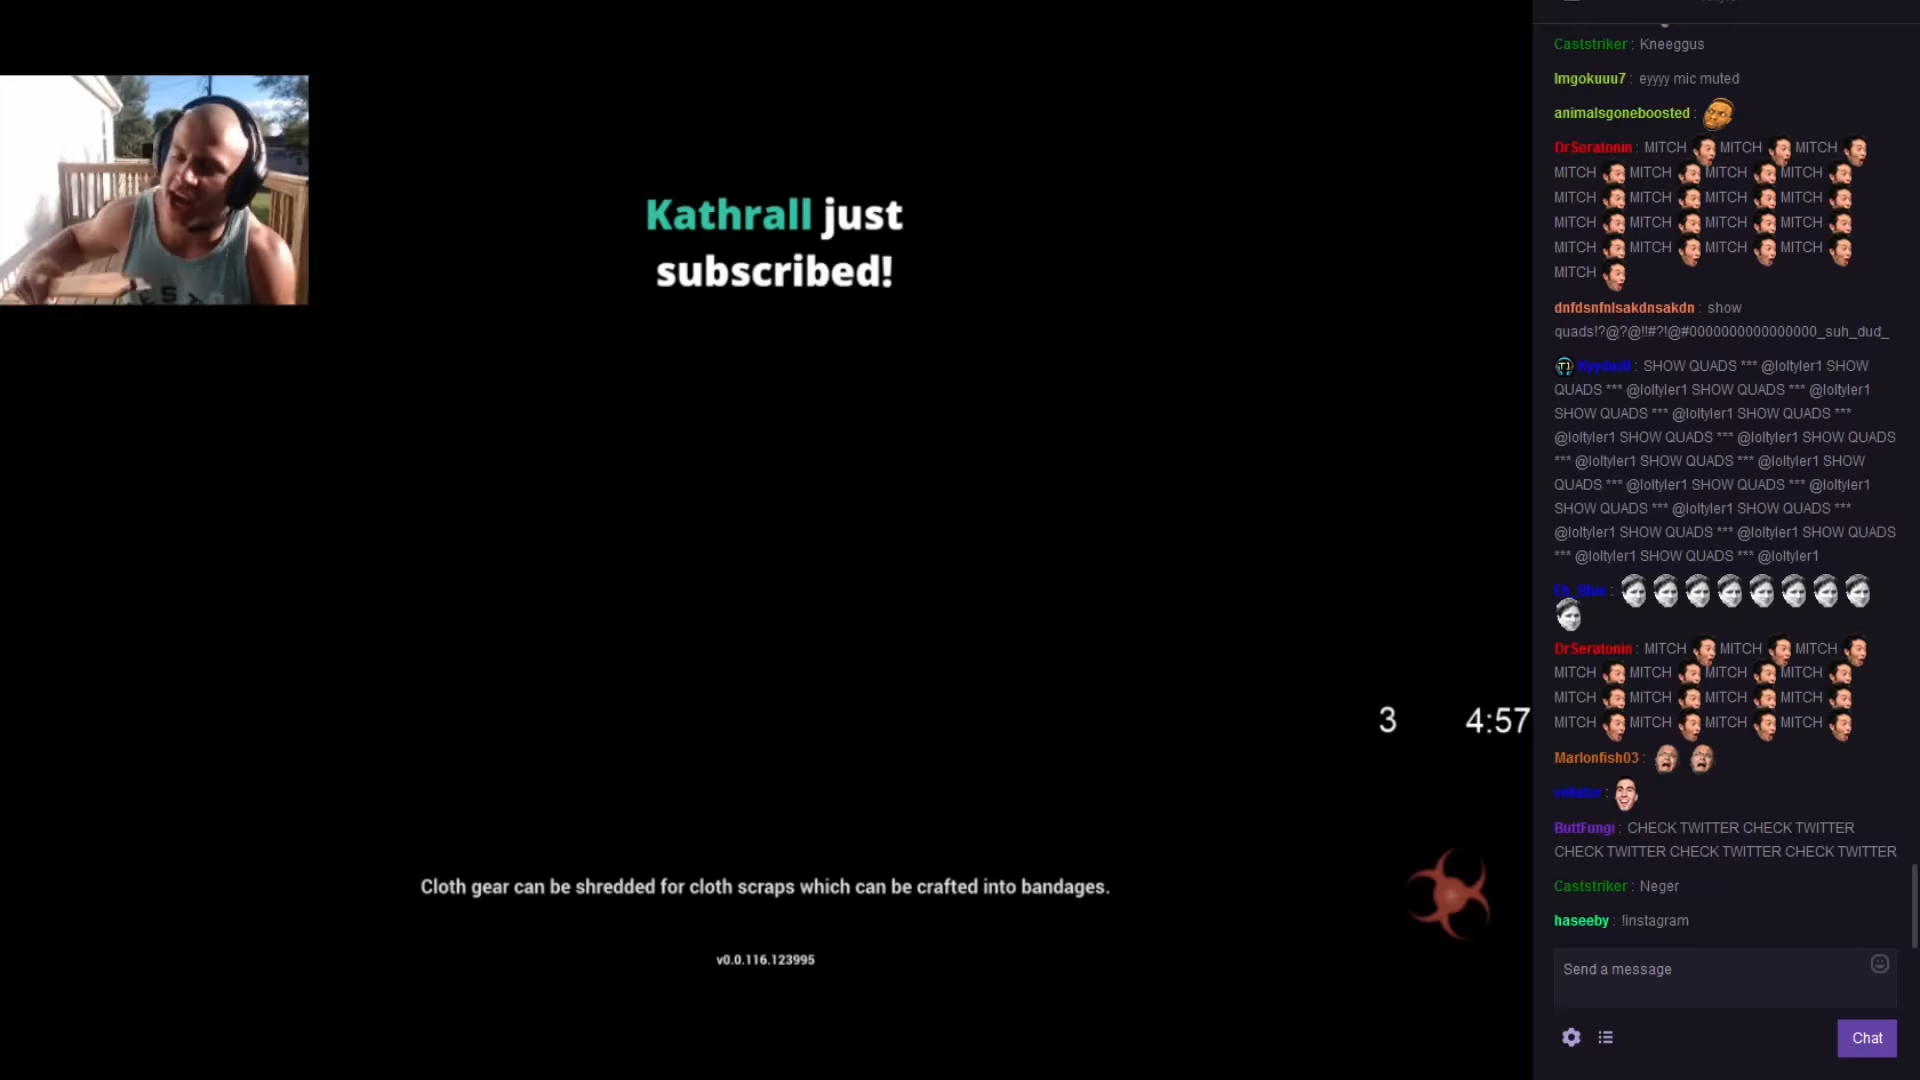 Kathrall just
subscribed!
3 4:57
Cloth gear can be shredded for cloth scraps which can be crafted into bandages.
v0.0.116.123995
Caststriker : Kneeggus
Imgokuuu7 : eyyyy mic muted
animalsgoneboosted :
DrSeratonin : MITCH MITCH MITCH
MITCH MITCH MITCH MITCH
MITCH MITCH MITCH MITCH
MITCH MITCH MITCH MITCH
MITCH MITCH MITCH MITCH
MITCH
dnfdsnfnlsakdnsakdn : show
quads!?@?@!!#?!@#0000000000000000_suh_dud_
: SHOW QUADS *** @loltyler1 SHOW
QUADS *** @loltyler1 SHOW QUADS *** @loltyler1
SHOW QUADS *** @loltyler1 SHOW QUADS ***
@loltyler1 SHOW QUADS *** @loltyler1 SHOW QUADS
*** @loltyler1 SHOW QUADS *** @loltyler1 SHOW
QUADS *** @loltyler1 SHOW QUADS *** @loltyler1
SHOW QUADS *** @loltyler1 SHOW QUADS ***
@loltyler1 SHOW QUADS *** @loltyler1 SHOW QUADS
*** @loltyler1 SHOW QUADS *** @loltyler1
:
DrSeratonin : MITCH MITCH MITCH
MITCH MITCH MITCH MITCH
MITCH MITCH MITCH MITCH
MITCH MITCH MITCH MITCH
Marlonfish03 :
:
ButtFungi : CHECK TWITTER CHECK TWITTER
CHECK TWITTER CHECK TWITTER CHECK TWITTER
Caststriker : Neger
haseeby : !instagram
Send a message
Chat